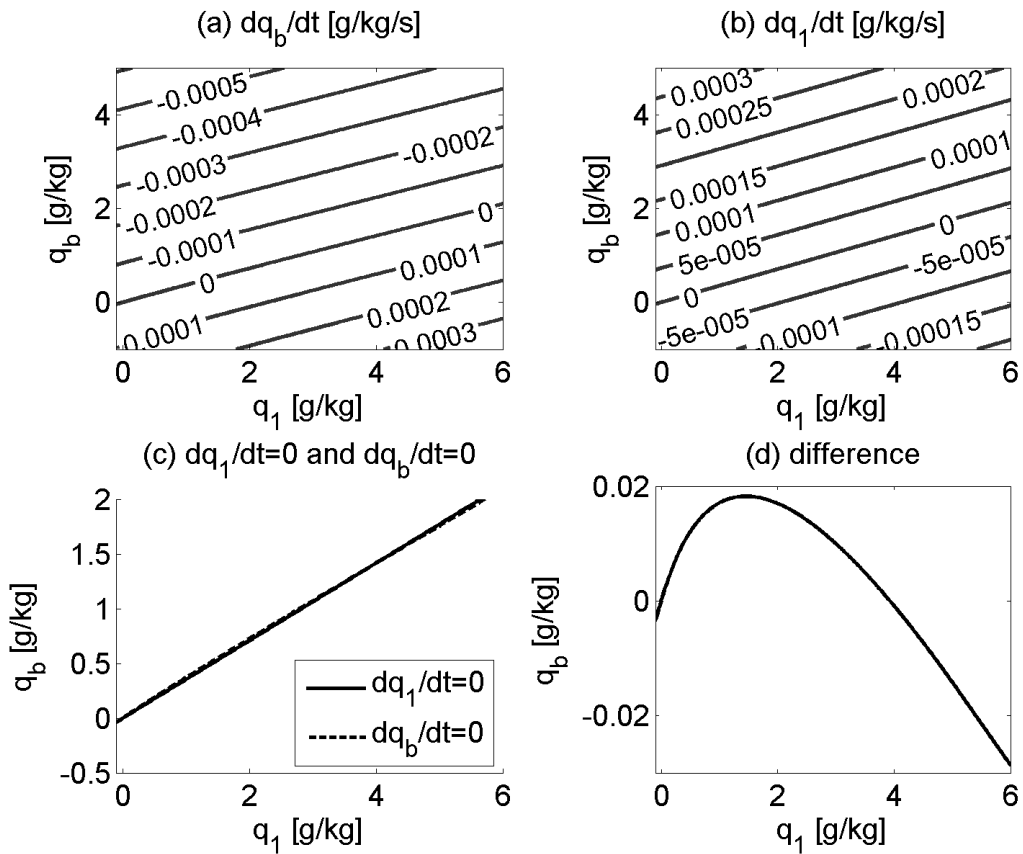 (a) dq_b/dt [g/kg/s]
-0.0005
-0.0004
-0.0003
-0.0002
-0.0002
-0.0001
0
0
0.0001
0.0001
0.0002
0.0003
4
2
0
q_b [g/kg]
0 2 4 6
q_1 [g/kg]
(b) dq_1/dt [g/kg/s]
0.0003
0.00025
0.0002
0.00015
0.0001
0.0001
5e-005
0
0
-5e-005
-5e-005
-0.0001
-0.00015
4
2
0
q_b [g/kg]
0 2 4 6
q_1 [g/kg]
(c) dq_1/dt=0 and dq_b/dt=0
2
1.5
1
0.5
0
-0.5
q_b [g/kg]
dq_1/dt=0
dq_b/dt=0
0 2 4 6
q_1 [g/kg]
(d) difference
0.02
0
-0.02
q_b [g/kg]
0 2 4 6
q_1 [g/kg]